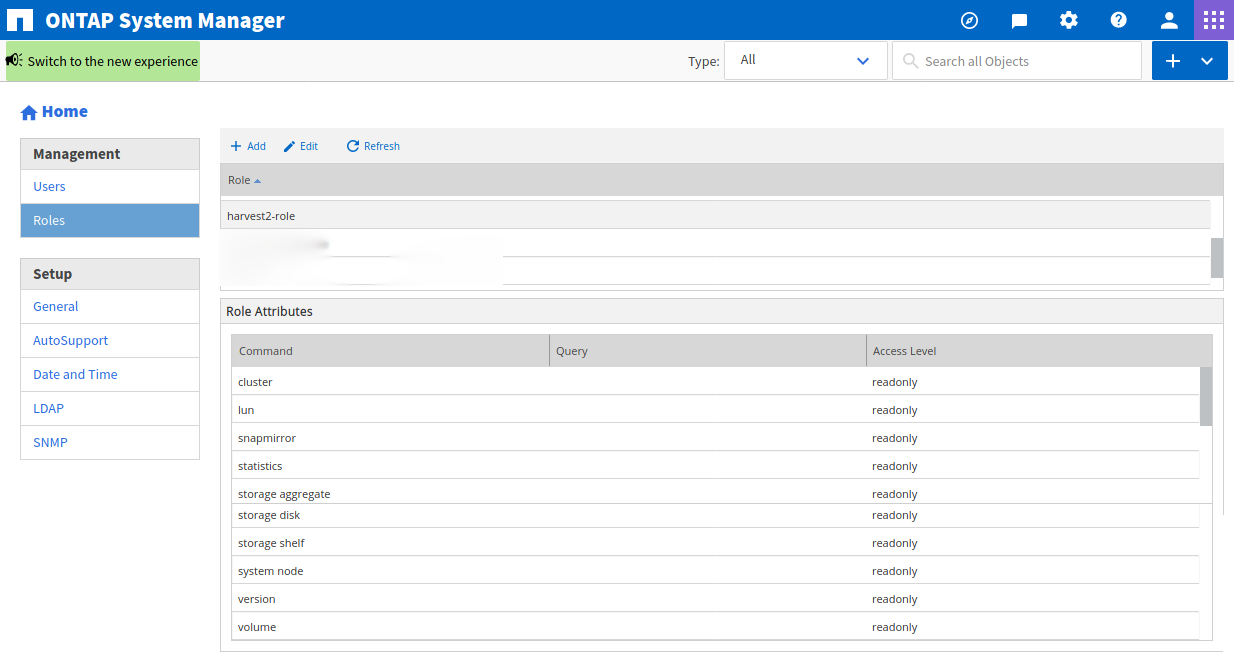 ONTAP System Manager
Switch to the new experience
Type: All Search all Objects
Home
Management
Users
Roles
Setup
General
AutoSupport
Date and Time
LDAP
SNMP
Add Edit Refresh
Role
harvest2-role
Role Attributes
Command Query Access Level
cluster readonly
lun readonly
snapmirror readonly
statistics readonly
storage aggregate readonly
storage disk readonly
storage shelf readonly
system node readonly
version readonly
volume readonly